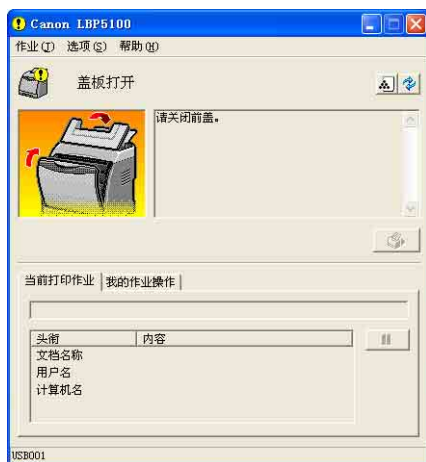 Canon LBP5100
作业(J) 选项(S) 帮助(H)
盖板打开
请关闭前盖。
当前打印作业 我的作业操作
头衔 内容
文档名称
用户名
计算机名
USB001